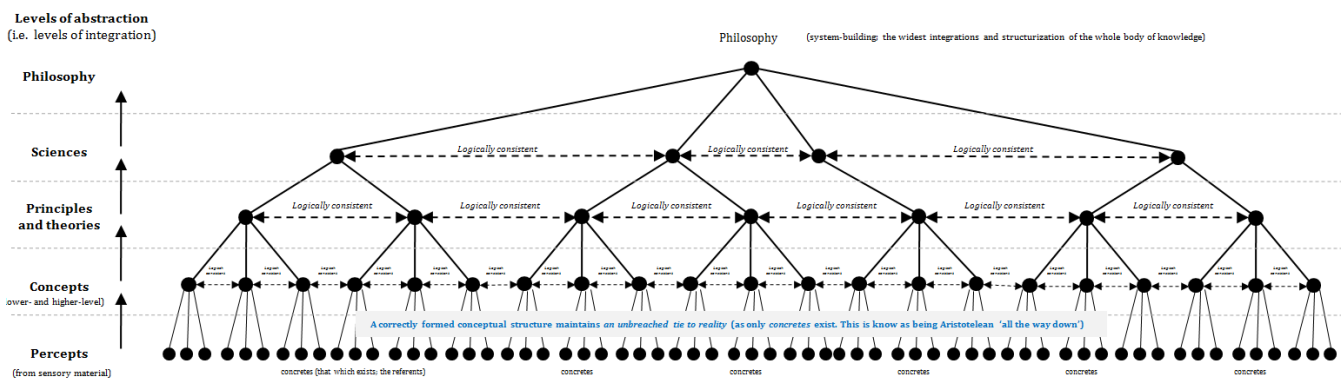 Levels of abstraction
(i.e. levels of integration)
Philosophy (system-building; the widest integrations and structurization of the whole body of knowledge)
Philosophy
Sciences
Logically consistent Logically consistent Logically consistent
Principles
and theories
Logically consistent Logically consistent Logically consistent Logically consistent Logically consistent Logically consistent
Concepts
lower- and higher-level)
A correctly formed conceptual structure maintains an unbreached tie to reality (as only concretes exist. This is know as being Aristotelean 'all the way down')
Percepts
(from sensory material)
concretes (that which exists; the referents) concretes concretes concretes concretes concretes